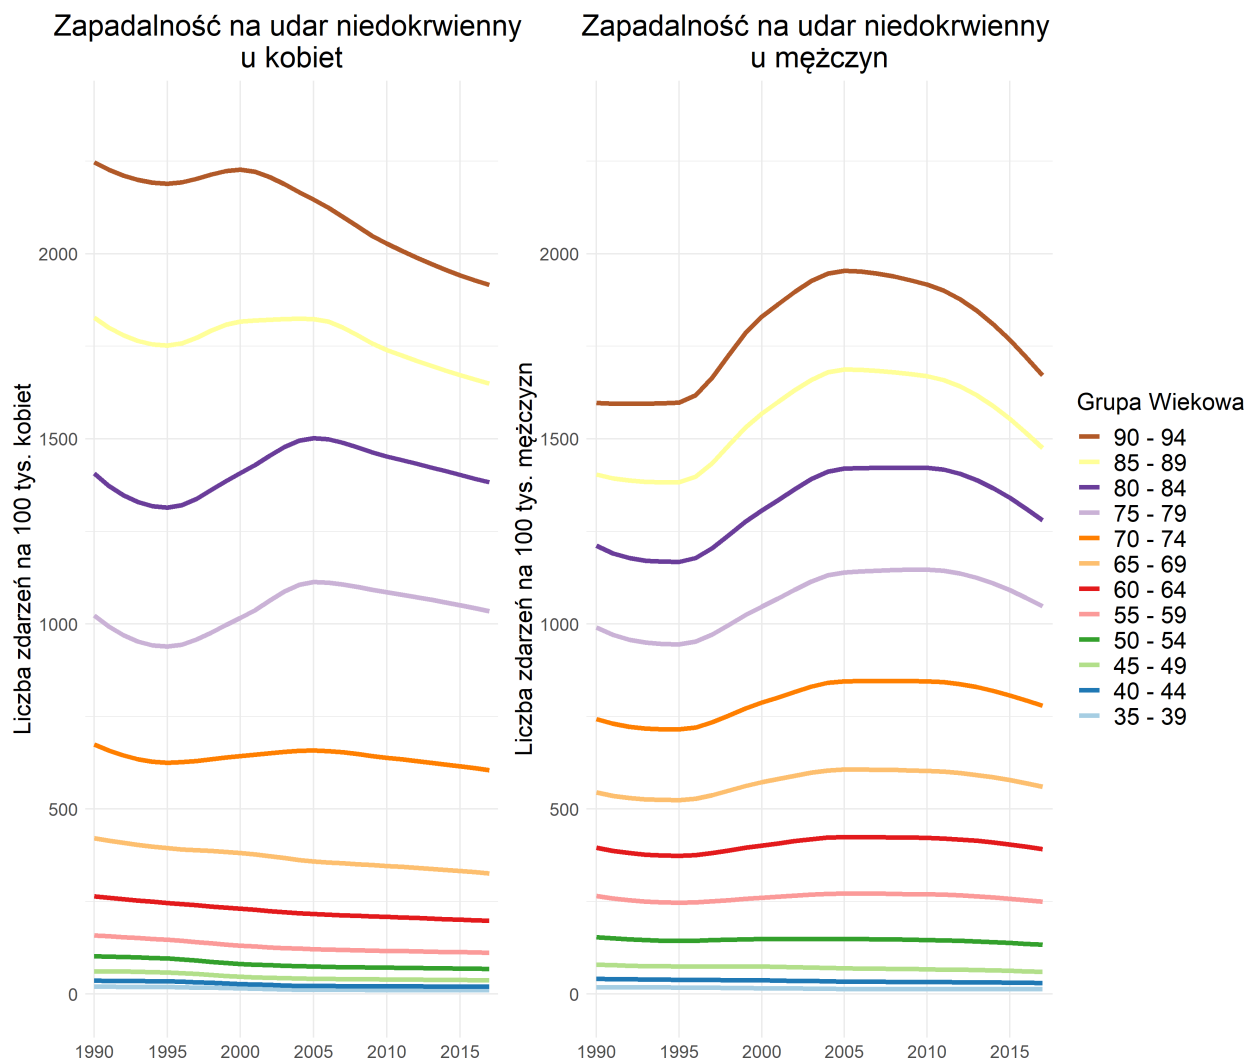 Zapadalność na udar niedokrwienny
u kobiet
Zapadalność na udar niedokrwienny
u mężczyn
Liczba zdarzeń na 100 tys. kobiet
2000
1500
1000
500
0
1990 1995 2000 2005 2010 2015
Liczba zdarzeń na 100 tys. mężczyzn
2000
1500
1000
500
0
1990 1995 2000 2005 2010 2015
Grupa Wiekowa
90 - 94
85 - 89
80 - 84
75 - 79
70 - 74
65 - 69
60 - 64
55 - 59
50 - 54
45 - 49
40 - 44
35 - 39